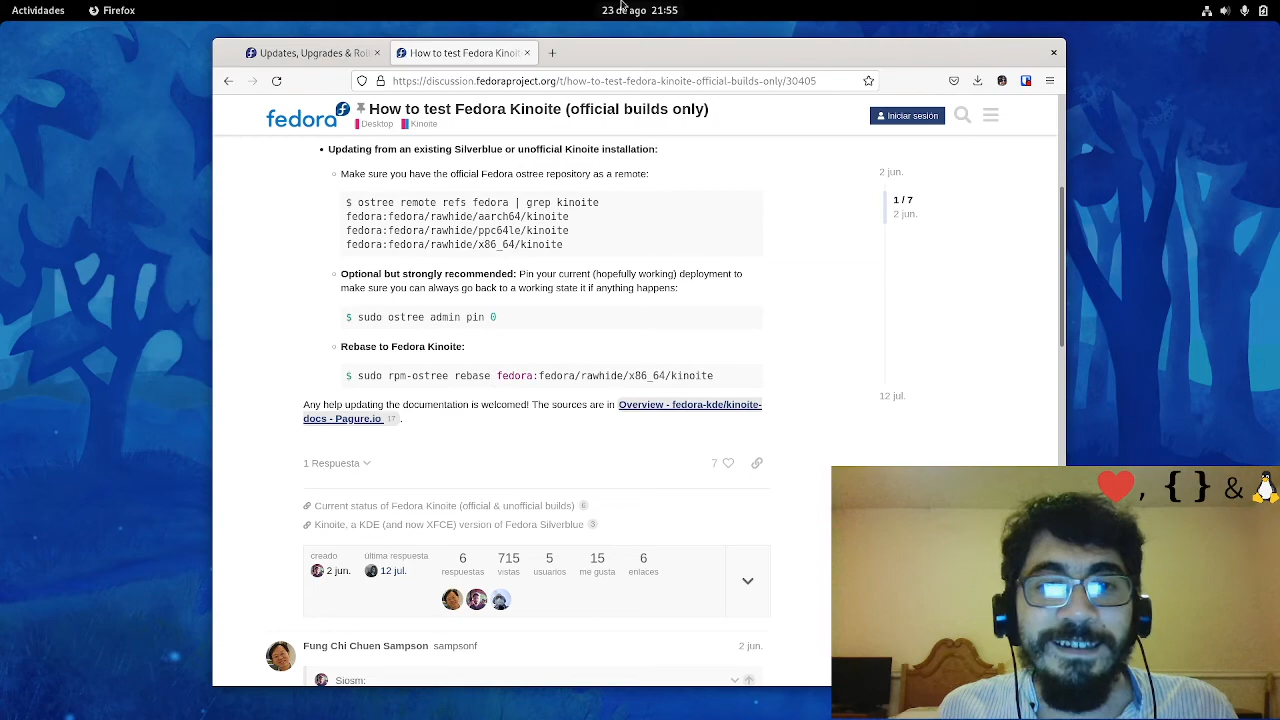 Actividades Firefox 23 de ago 21:55
Updates, Upgrades & Roll How to test Fedora Kinoit
https://discussion.fedoraproject.org/t/how-to-test-fedora-kinoite-official-builds-only/30405
fedora How to test Fedora Kinoite (official builds only) Iniciar sesión
Desktop Kinoite
• Updating from an existing Silverblue or unofficial Kinoite installation:
Make sure you have the official Fedora ostree repository as a remote:
$ ostree remote refs fedora | grep kinoite
fedora:fedora/rawhide/aarch64/kinoite
fedora:fedora/rawhide/ppc64le/kinoite
fedora:fedora/rawhide/x86_64/kinoite
Optional but strongly recommended: Pin your current (hopefully working) deployment to
make sure you can always go back to a working state it if anything happens:
$ sudo ostree admin pin 0
Rebase to Fedora Kinoite:
$ sudo rpm-ostree rebase fedora:fedora/rawhide/x86_64/kinoite
Any help updating the documentation is welcomed! The sources are in Overview - fedora-kde/kinoite-
docs - Pagure.io 17 .
1 Respuesta 7
Current status of Fedora Kinoite (official & unofficial builds) 6
Kinoite, a KDE (and now XFCE) version of Fedora Silverblue 3
creado última respuesta 6 715 5 15 6
2 jun. 12 jul. respuestas vistas usuarios me gusta enlaces
Fung Chi Chuen Sampson sampsonf 2 jun.
Siosm:
2 jun.
1 / 7
2 jun.
12 jul.
, { } &